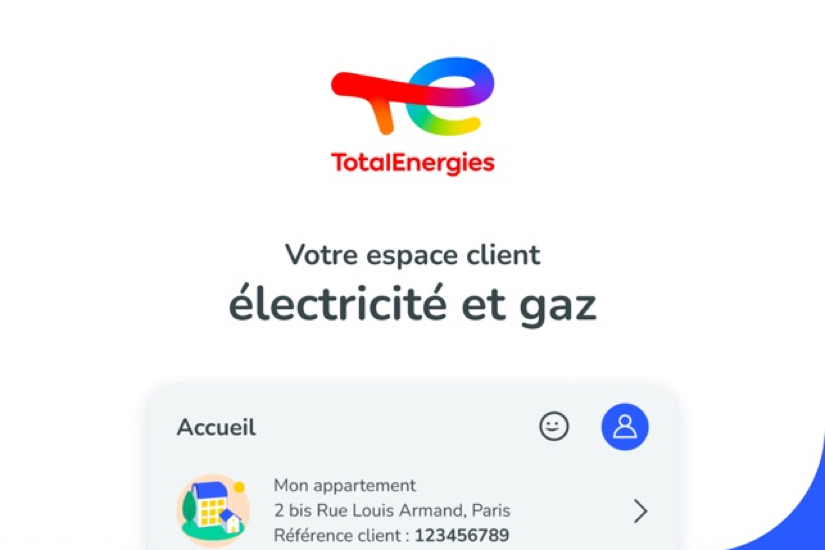 TotalEnergies
Votre espace client
électricité et gaz
Accueil
Mon appartement
2 bis Rue Louis Armand, Paris
Référence client : 123456789